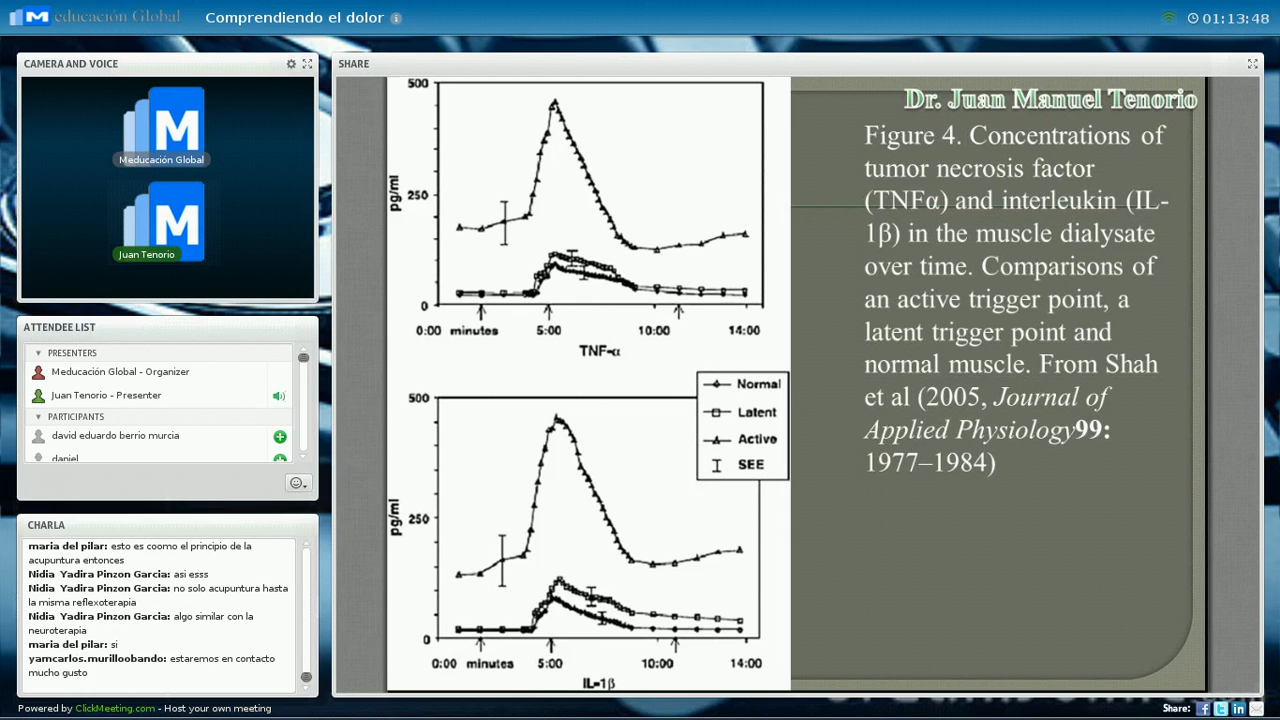 educación Global
Comprendiendo el dolor
01:13:48
CAMERA AND VOICE
Meducación Global
Juan Tenorio
ATTENDEE LIST
PRESENTERS
Meducación Global - Organizer
Juan Tenorio - Presenter
PARTICIPANTS
david eduardo berrio murcia
daniel
CHARLA
maria del pilar: esto es coomo el principio de la
acupuntura entonces
Nidia Yadira Pinzon Garcia: asi esss
Nidia Yadira Pinzon Garcia: no solo acupuntura hasta
la misma reflexoterapia
Nidia Yadira Pinzon Garcia: algo similar con la
neuroterapia
maria del pilar: si
yamcarlos.murilloobando: estaremos en contacto
mucho gusto
Powered by ClickMeeting.com - Host your own meeting
SHARE
500
pg/ml
250
0
0:00 minutes 5:00 10:00 14:00
TNF-α
Normal
Latent
Active
SEE
500
pg/ml
250
0
0:00 minutes 5:00 10:00 14:00
IL-1β
Dr. Juan Manuel Tenorio
Figure 4. Concentrations of
tumor necrosis factor
(TNFα) and interleukin (IL-
1β) in the muscle dialysate
over time. Comparisons of
an active trigger point, a
latent trigger point and
normal muscle. From Shah
et al (2005, Journal of
Applied Physiology99:
1977–1984)
Share: